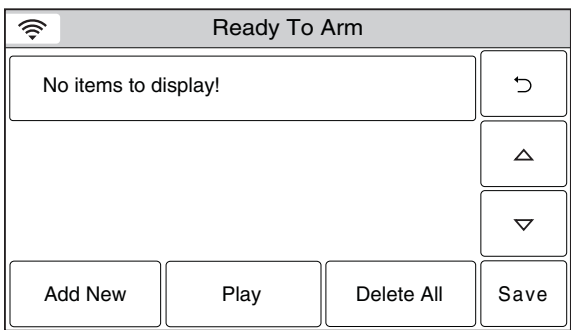 Ready To Arm
No items to display!
Add New
Play
Delete All
Save